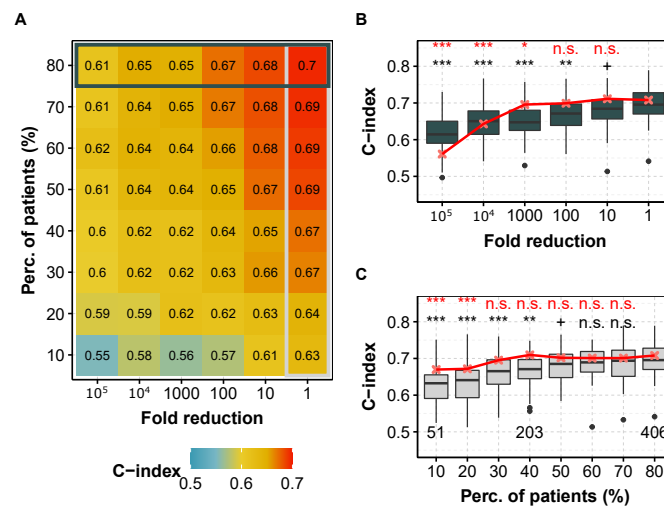 A
Perc. of patients (%)
80
0.61 0.65 0.65 0.67 0.68 0.7
70
0.61 0.64 0.65 0.67 0.68 0.69
60
0.62 0.64 0.64 0.66 0.68 0.69
50
0.61 0.64 0.64 0.65 0.67 0.69
40
0.6 0.62 0.62 0.64 0.65 0.67
30
0.6 0.62 0.62 0.63 0.66 0.67
20
0.59 0.59 0.62 0.62 0.63 0.64
10
0.55 0.58 0.56 0.57 0.61 0.63
10⁵ 10⁴ 1000 100 10 1
Fold reduction
C−index
0.5 0.6 0.7
B
*** *** * n.s. n.s.
*** *** *** ** +
C−index
0.8
0.7
0.6
0.5
10⁵ 10⁴ 1000 100 10 1
Fold reduction
C
*** *** n.s. n.s. n.s. n.s. n.s.
*** *** *** ** + n.s. n.s.
C−index
0.8
0.7
0.6
0.5
51 203 406
10 20 30 40 50 60 70 80
Perc. of patients (%)